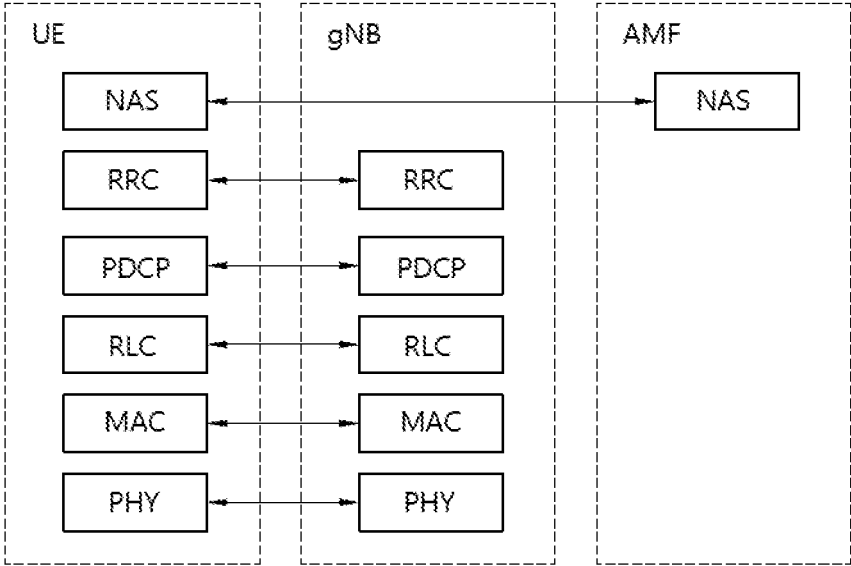 UE
gNB
AMF
NAS
NAS
RRC
RRC
PDCP
PDCP
RLC
RLC
MAC
MAC
PHY
PHY